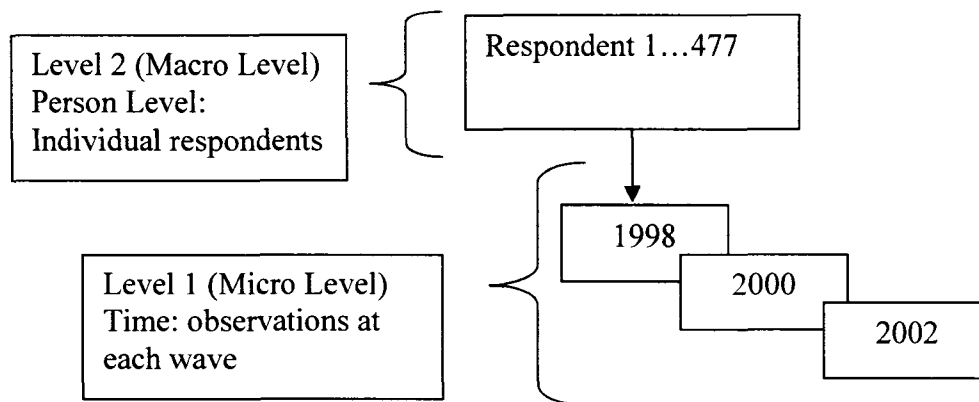 Level 2 (Macro Level)
Person Level:
Individual respondents
Respondent 1…477
Level 1 (Micro Level)
Time: observations at
each wave
1998
2000
2002